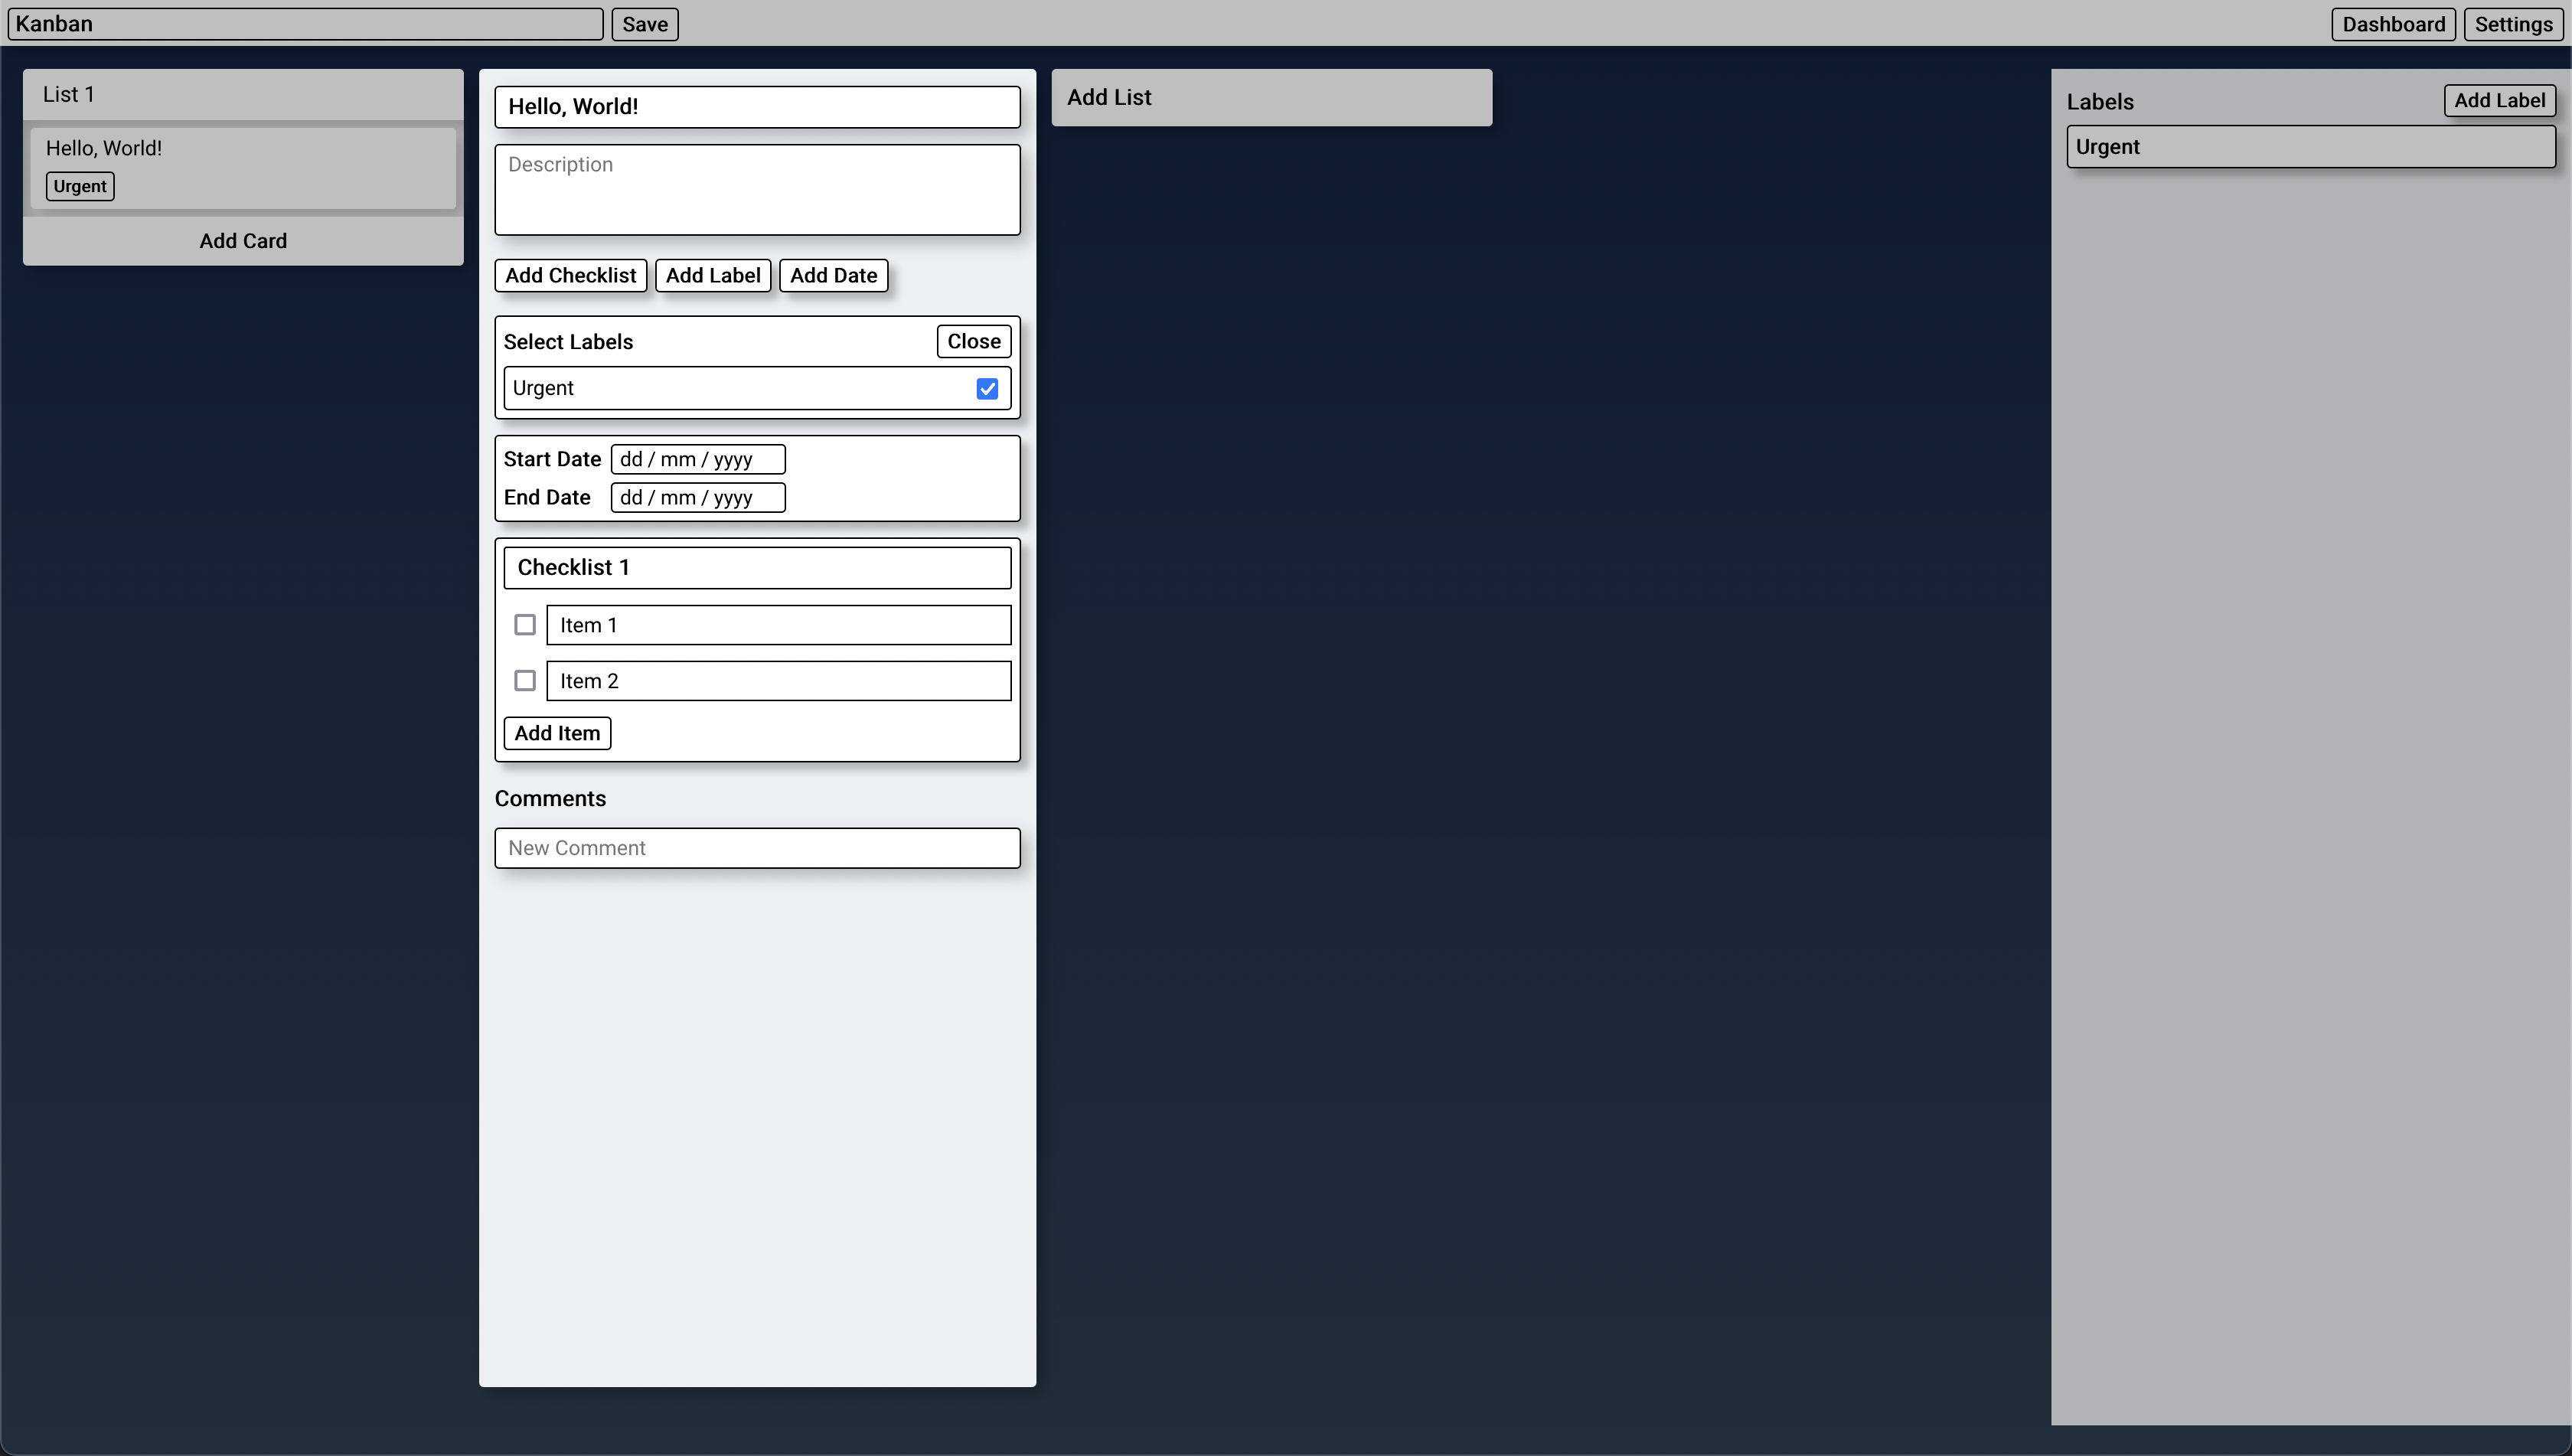 Kanban
Save
Dashboard
Settings
List 1
Hello, World!
Urgent
Add Card
Hello, World!
Description
Add Checklist
Add Label
Add Date
Select Labels
Close
Urgent
Start Date
dd / mm / yyyy
End Date
dd / mm / yyyy
Checklist 1
Item 1
Item 2
Add Item
Comments
New Comment
Add List
Labels
Add Label
Urgent